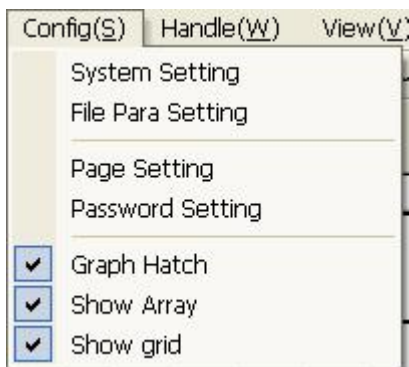 Config(S) Handle(W) View(V)
System Setting
File Para Setting
Page Setting
Password Setting
Graph Hatch
Show Array
Show grid